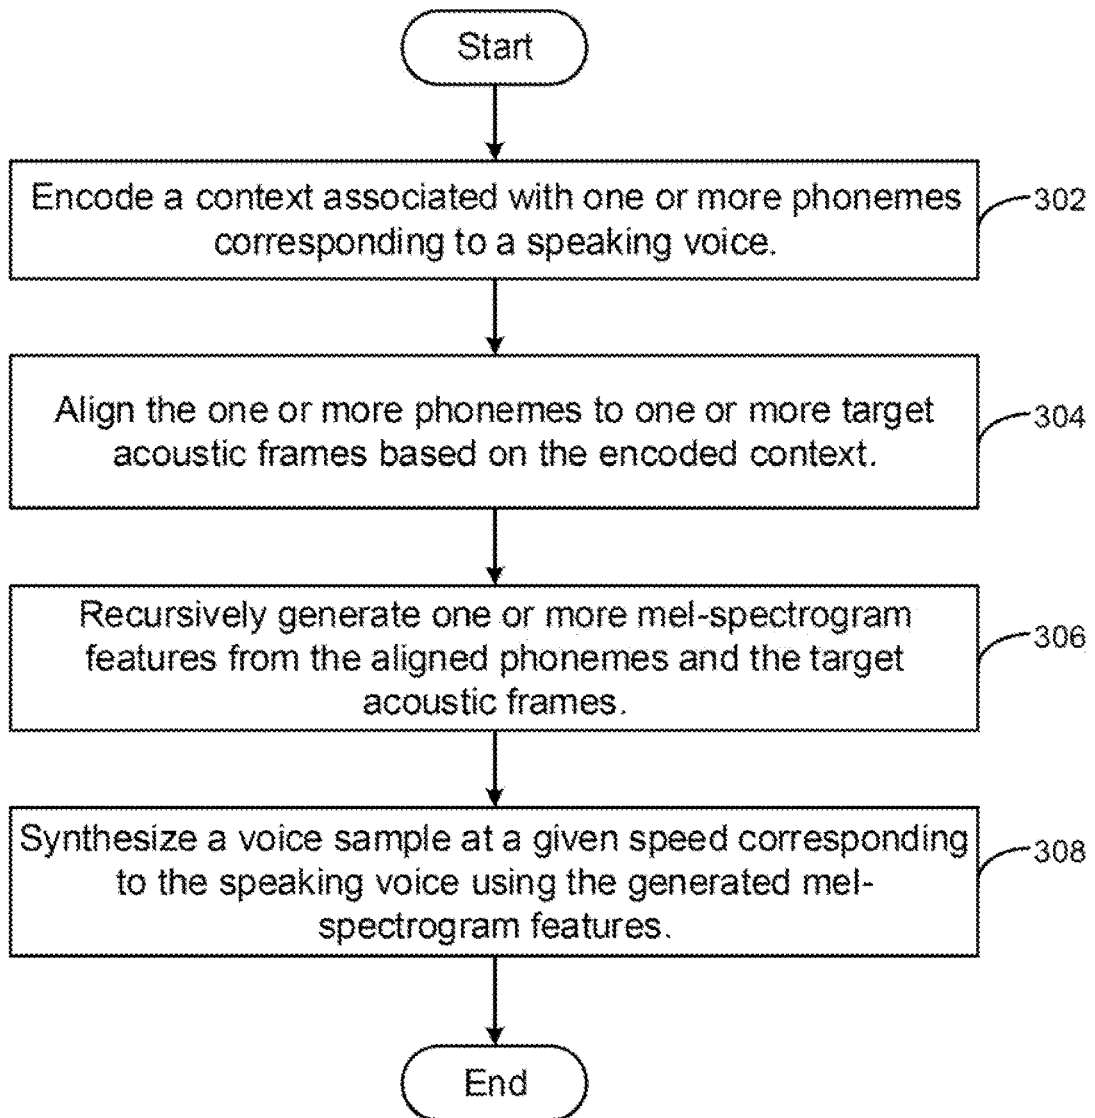 Start
Encode a context associated with one or more phonemes
corresponding to a speaking voice.
302
Align the one or more phonemes to one or more target
acoustic frames based on the encoded context.
304
Recursively generate one or more mel-spectrogram
features from the aligned phonemes and the target
acoustic frames.
306
Synthesize a voice sample at a given speed corresponding
to the speaking voice using the generated mel-
spectrogram features.
308
End